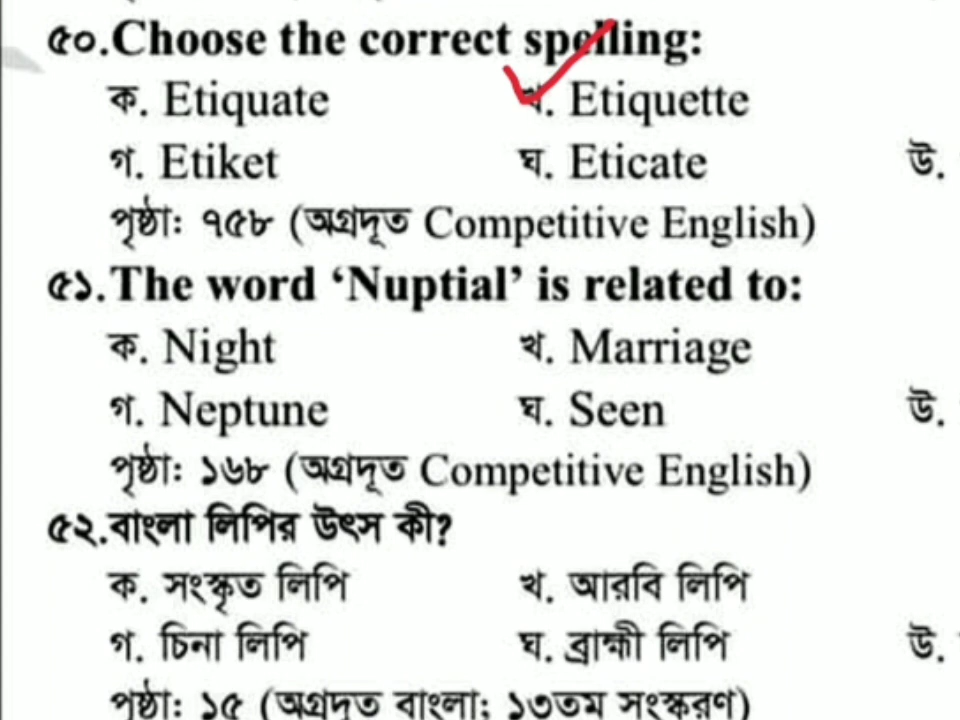 ৫০.Choose the correct spelling:
ক. Etiquate খ. Etiquette
গ. Etiket ঘ. Eticate উ.
পৃষ্ঠা: ৭৫৮ (অগ্রদূত Competitive English)
৫১.The word ‘Nuptial’ is related to:
ক. Night খ. Marriage
গ. Neptune ঘ. Seen উ.
পৃষ্ঠা: ১৬৮ (অগ্রদূত Competitive English)
৫২.বাংলা লিপির উৎস কী?
ক. সংস্কৃত লিপি খ. আরবি লিপি
গ. চিনা লিপি ঘ. ব্রাহ্মী লিপি উ.
পৃষ্ঠা: ১৫ (অগ্রদূত বাংলা; ১৩তম সংস্করণ)